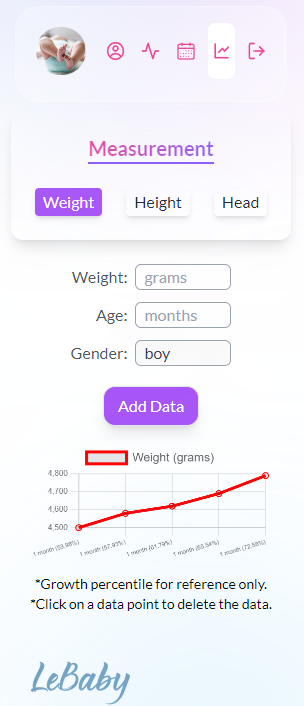 Measurement
Weight Height Head
Weight: grams
Age: months
Gender: boy
Add Data
Weight (grams)
4,800
4,700
4,600
4,500
1 month (53.98%) 1 month (57.93%) 1 month (61.79%) 1 month (63.54%) 1 month (72.58%)
*Growth percentile for reference only.
*Click on a data point to delete the data.
LeBaby